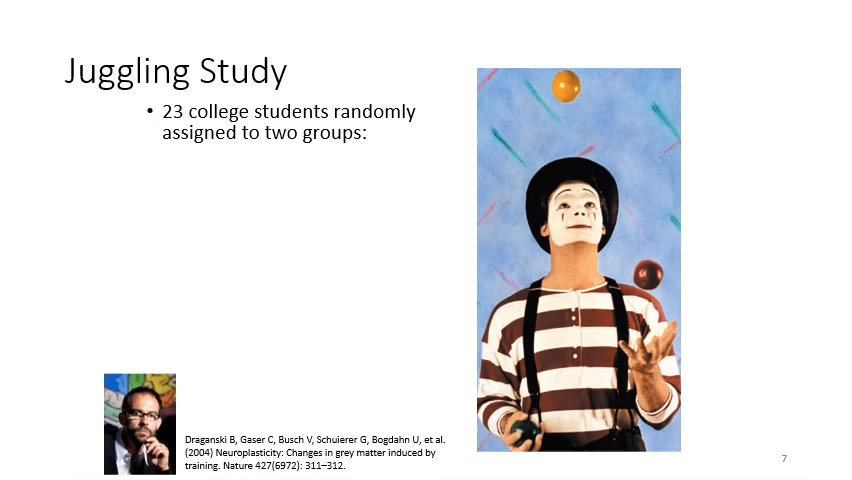 Juggling Study
• 23 college students randomly
assigned to two groups:
Draganski B, Gaser C, Busch V, Schuierer G, Bogdahn U, et al.
(2004) Neuroplasticity: Changes in grey matter induced by
training. Nature 427(6972): 311–312.
7